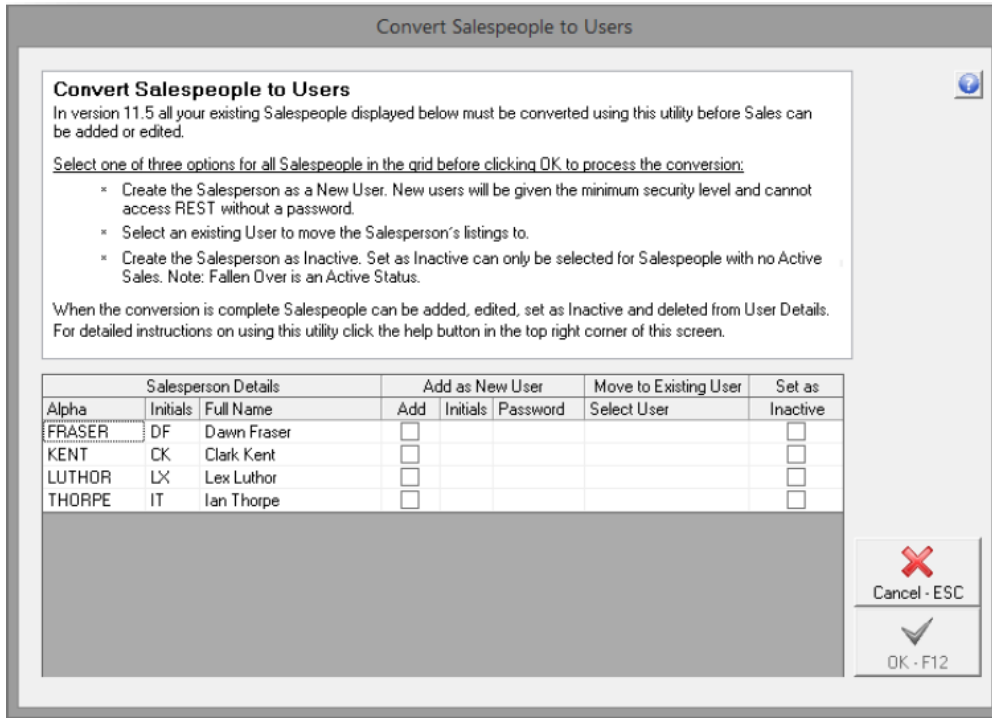 Convert Salespeople to Users
Convert Salespeople to Users
In version 11.5 all your existing Salespeople displayed below must be converted using this utility before Sales can
be added or edited.
Select one of three options for all Salespeople in the grid before clicking OK to process the conversion:
Create the Salesperson as a New User. New users will be given the minimum security level and cannot
access REST without a password.
Select an existing User to move the Salesperson's listings to.
Create the Salesperson as Inactive. Set as Inactive can only be selected for Salespeople with no Active
Sales. Note: Fallen Over is an Active Status.
When the conversion is complete Salespeople can be added, edited, set as Inactive and deleted from User Details.
For detailed instructions on using this utility click the help button in the top right corner of this screen.
Salesperson Details Add as New User Move to Existing User Set as
Alpha Initials Full Name Add Initials Password Select User Inactive
FRASER DF Dawn Fraser
KENT CK Clark Kent
LUTHOR LX Lex Luthor
THORPE IT Ian Thorpe
Cancel - ESC
OK - F12